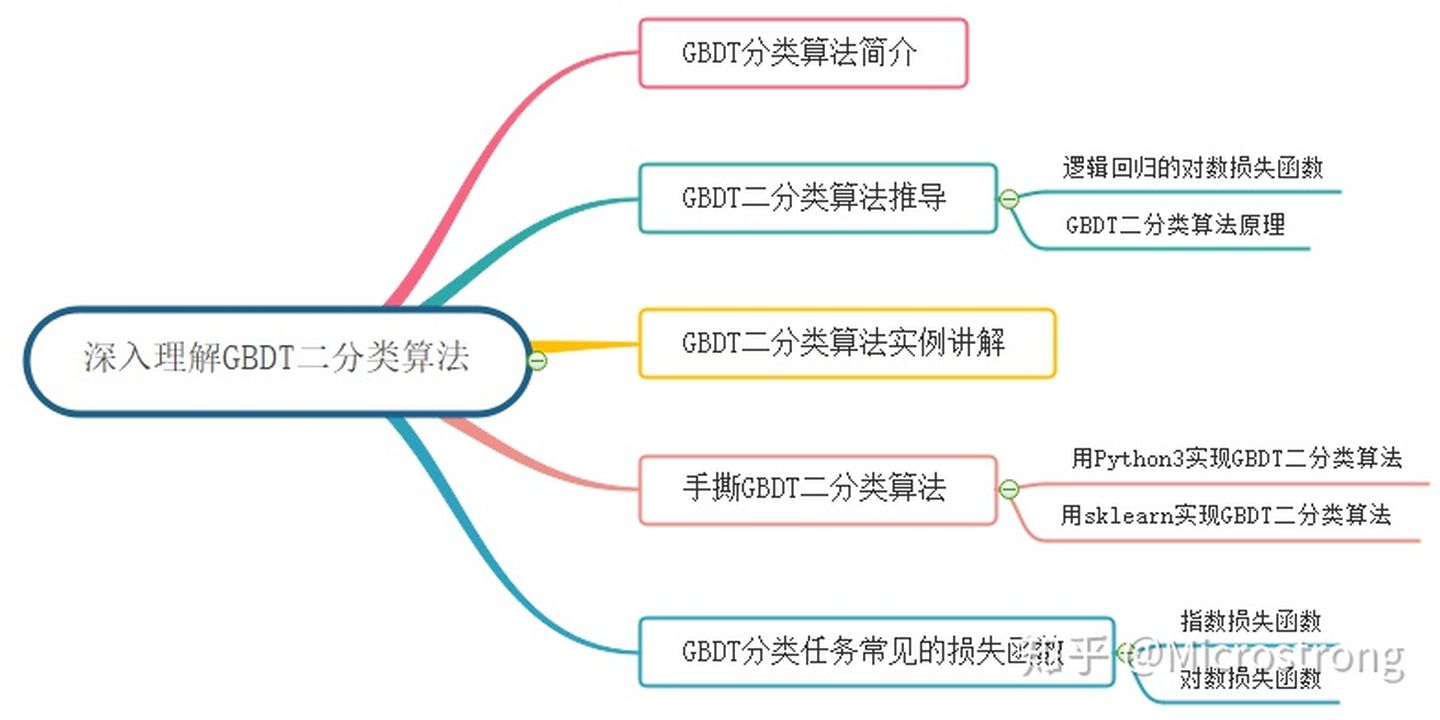 GBDT分类算法简介
逻辑回归的对数损失函数
GBDT二分类算法推导
GBDT二分类算法原理
深入理解GBDT二分类算法
GBDT二分类算法实例讲解
用Python3实现GBDT二分类算法
手撕GBDT二分类算法
用sklearn实现GBDT二分类算法
指数损失函数
GBDT分类任务常见的损失函数
知乎 @Microstrong
对数损失函数